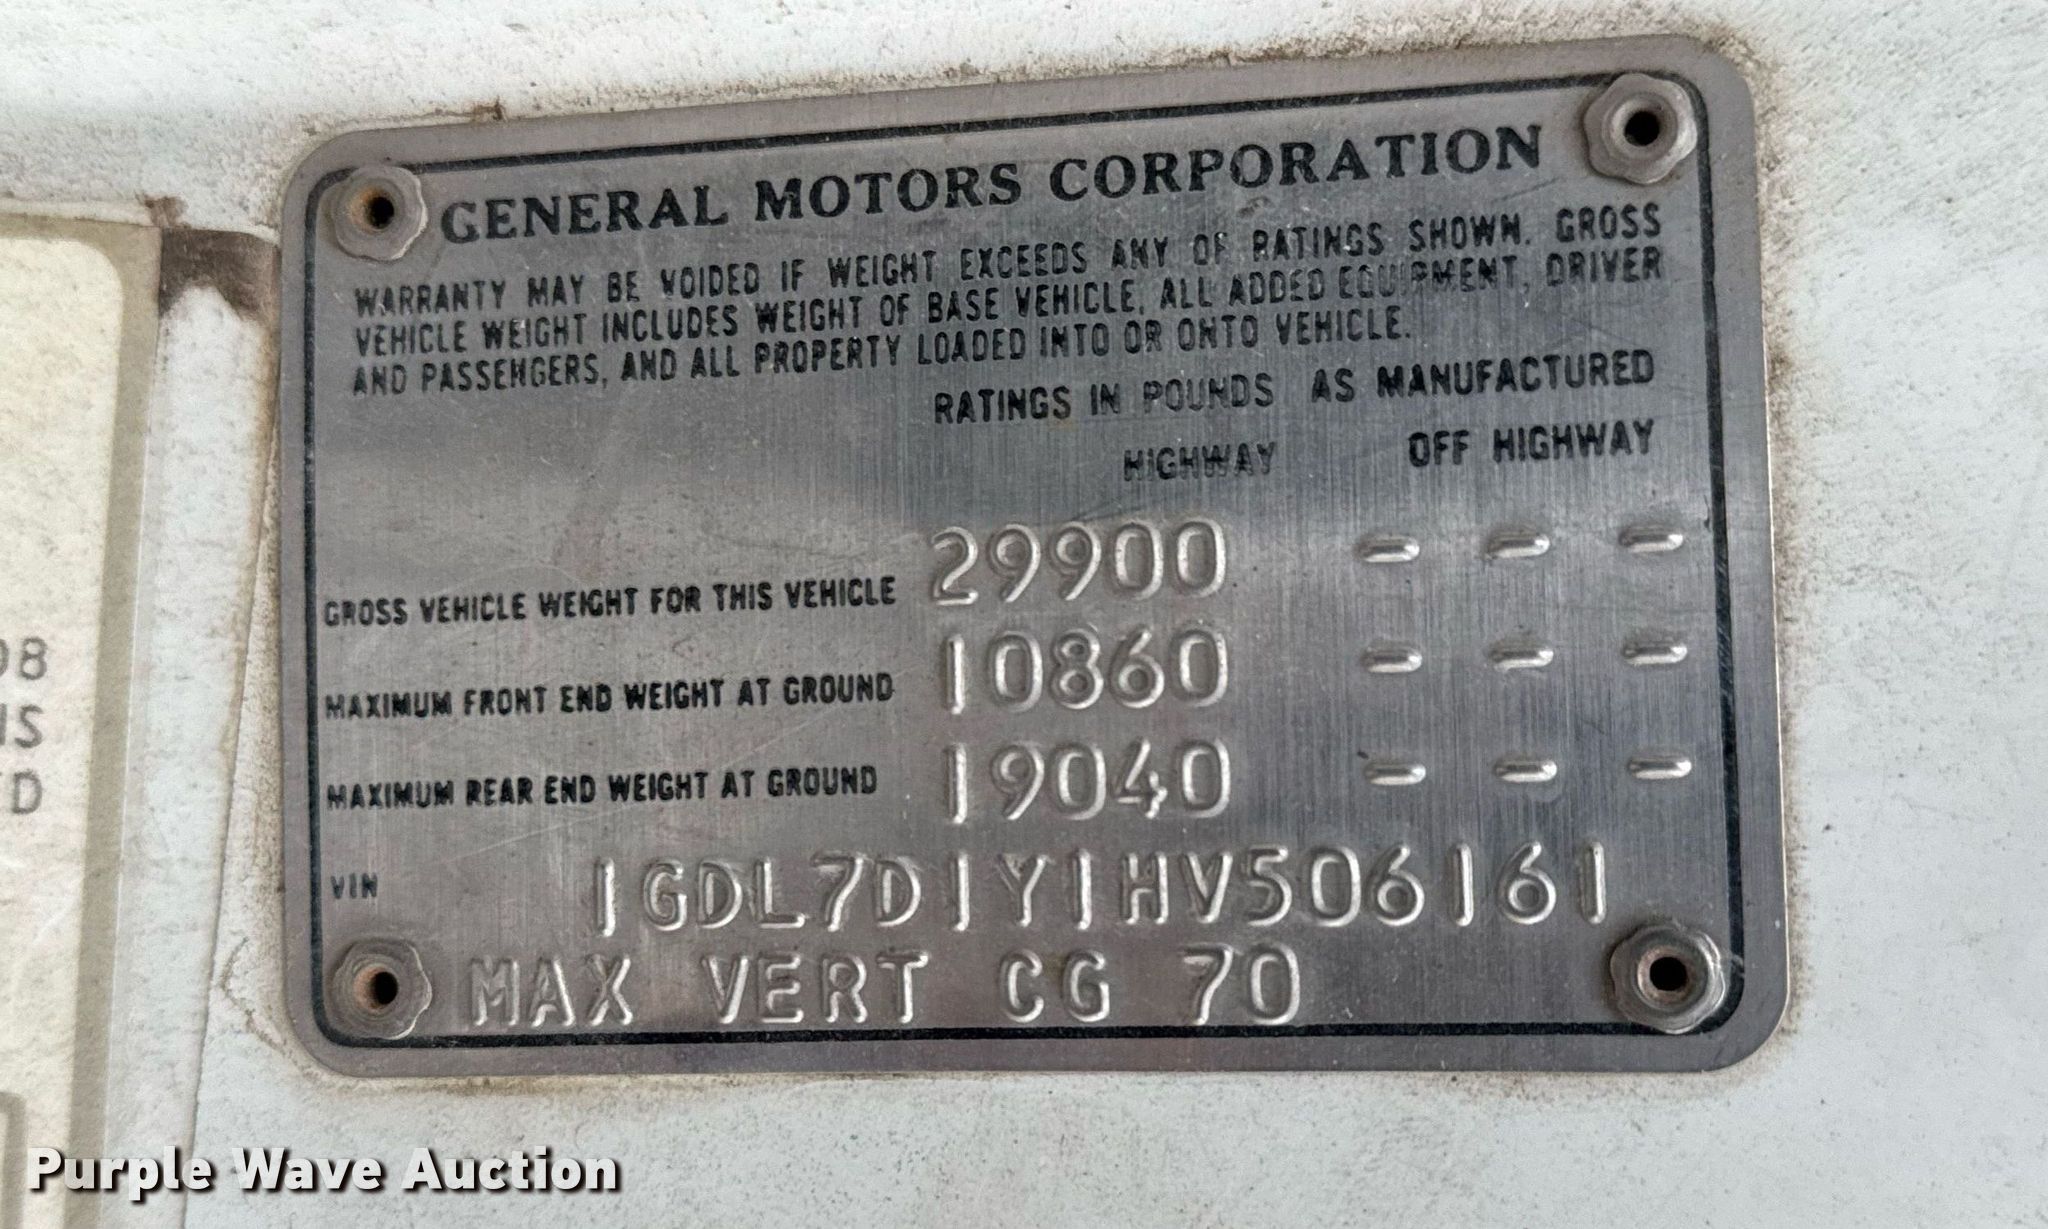 GENERAL MOTORS CORPORATION
WARRANTY MAY BE VOIDED IF WEIGHT EXCEEDS ANY OF RATINGS SHOWN. GROSS
VEHICLE WEIGHT INCLUDES WEIGHT OF BASE VEHICLE, ALL ADDED EQUIPMENT, DRIVER
AND PASSENGERS, AND ALL PROPERTY LOADED INTO OR ONTO VEHICLE.
RATINGS IN POUNDS AS MANUFACTURED
HIGHWAY OFF HIGHWAY
GROSS VEHICLE WEIGHT FOR THIS VEHICLE 29900 - - -
MAXIMUM FRONT END WEIGHT AT GROUND 10860 - - -
MAXIMUM REAR END WEIGHT AT GROUND 19040 - - -
VIN 1GDL7D1Y1HV506161
MAX VERT CG 70
Purple Wave Auction